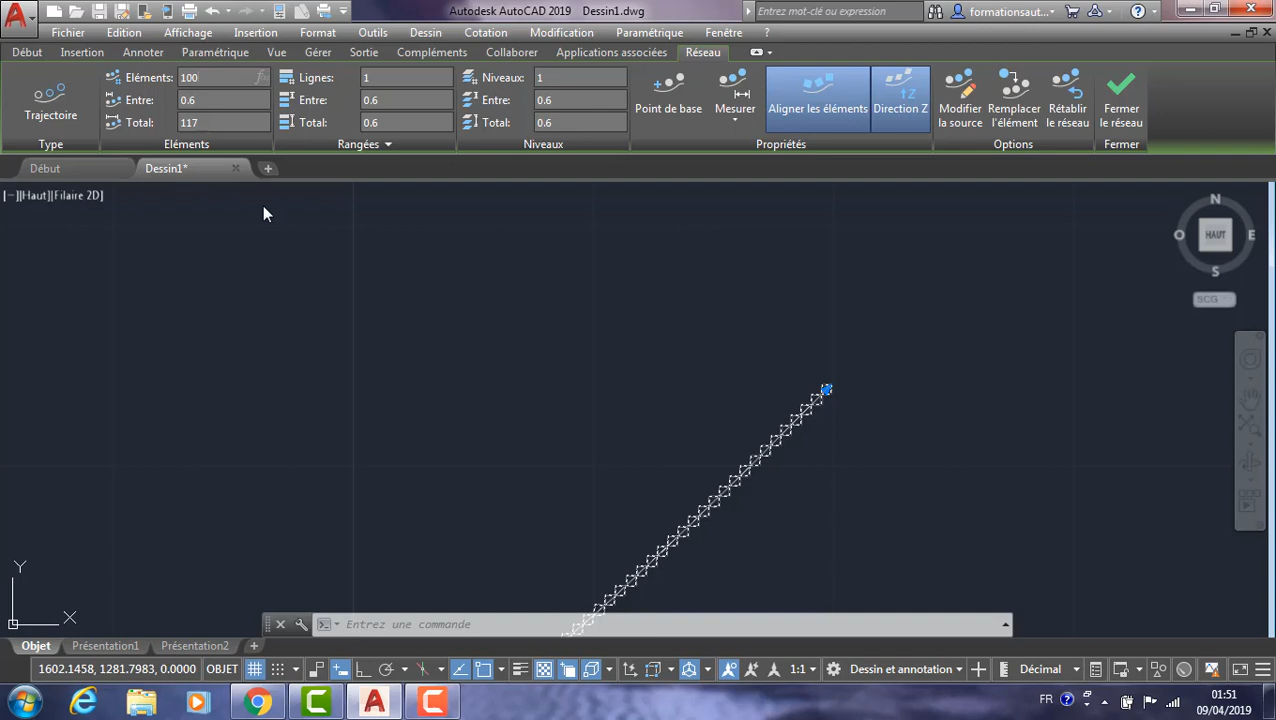 Autodesk AutoCAD 2019 Dessin1.dwg
Entrez mot-clé ou expression
formationsaut...
Fichier Edition Affichage Insertion Format Outils Dessin Cotation Modification Paramétrique Fenêtre ?
Début Insertion Annoter Paramétrique Vue Gérer Sortie Compléments Collaborer Applications associées Réseau
Trajectoire
Type
Eléments: 100 fx
Entre: 0.6
Total: 117
Eléments
Lignes: 1
Entre: 0.6
Total: 0.6
Rangées
Niveaux: 1
Entre: 0.6
Total: 0.6
Niveaux
Point de base
Mesurer
Aligner les éléments
Direction Z
Propriétés
Modifier
la source
Remplacer
l'élément
Rétablir
le réseau
Options
Fermer
le réseau
Fermer
Début Dessin1*
[−][Haut][Filaire 2D]
N
O HAUT E
S
SCG
Y
X
Entrez une commande
Objet Présentation1 Présentation2 +
1602.1458, 1281.7983, 0.0000 OBJET 1:1 Dessin et annotation Décimal
FR 01:51
09/04/2019